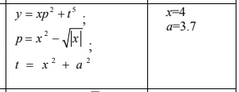 y = xp² + t⁵ ;
p = x² − √|x| ;
t = x² + a²
x=4
a=3.7